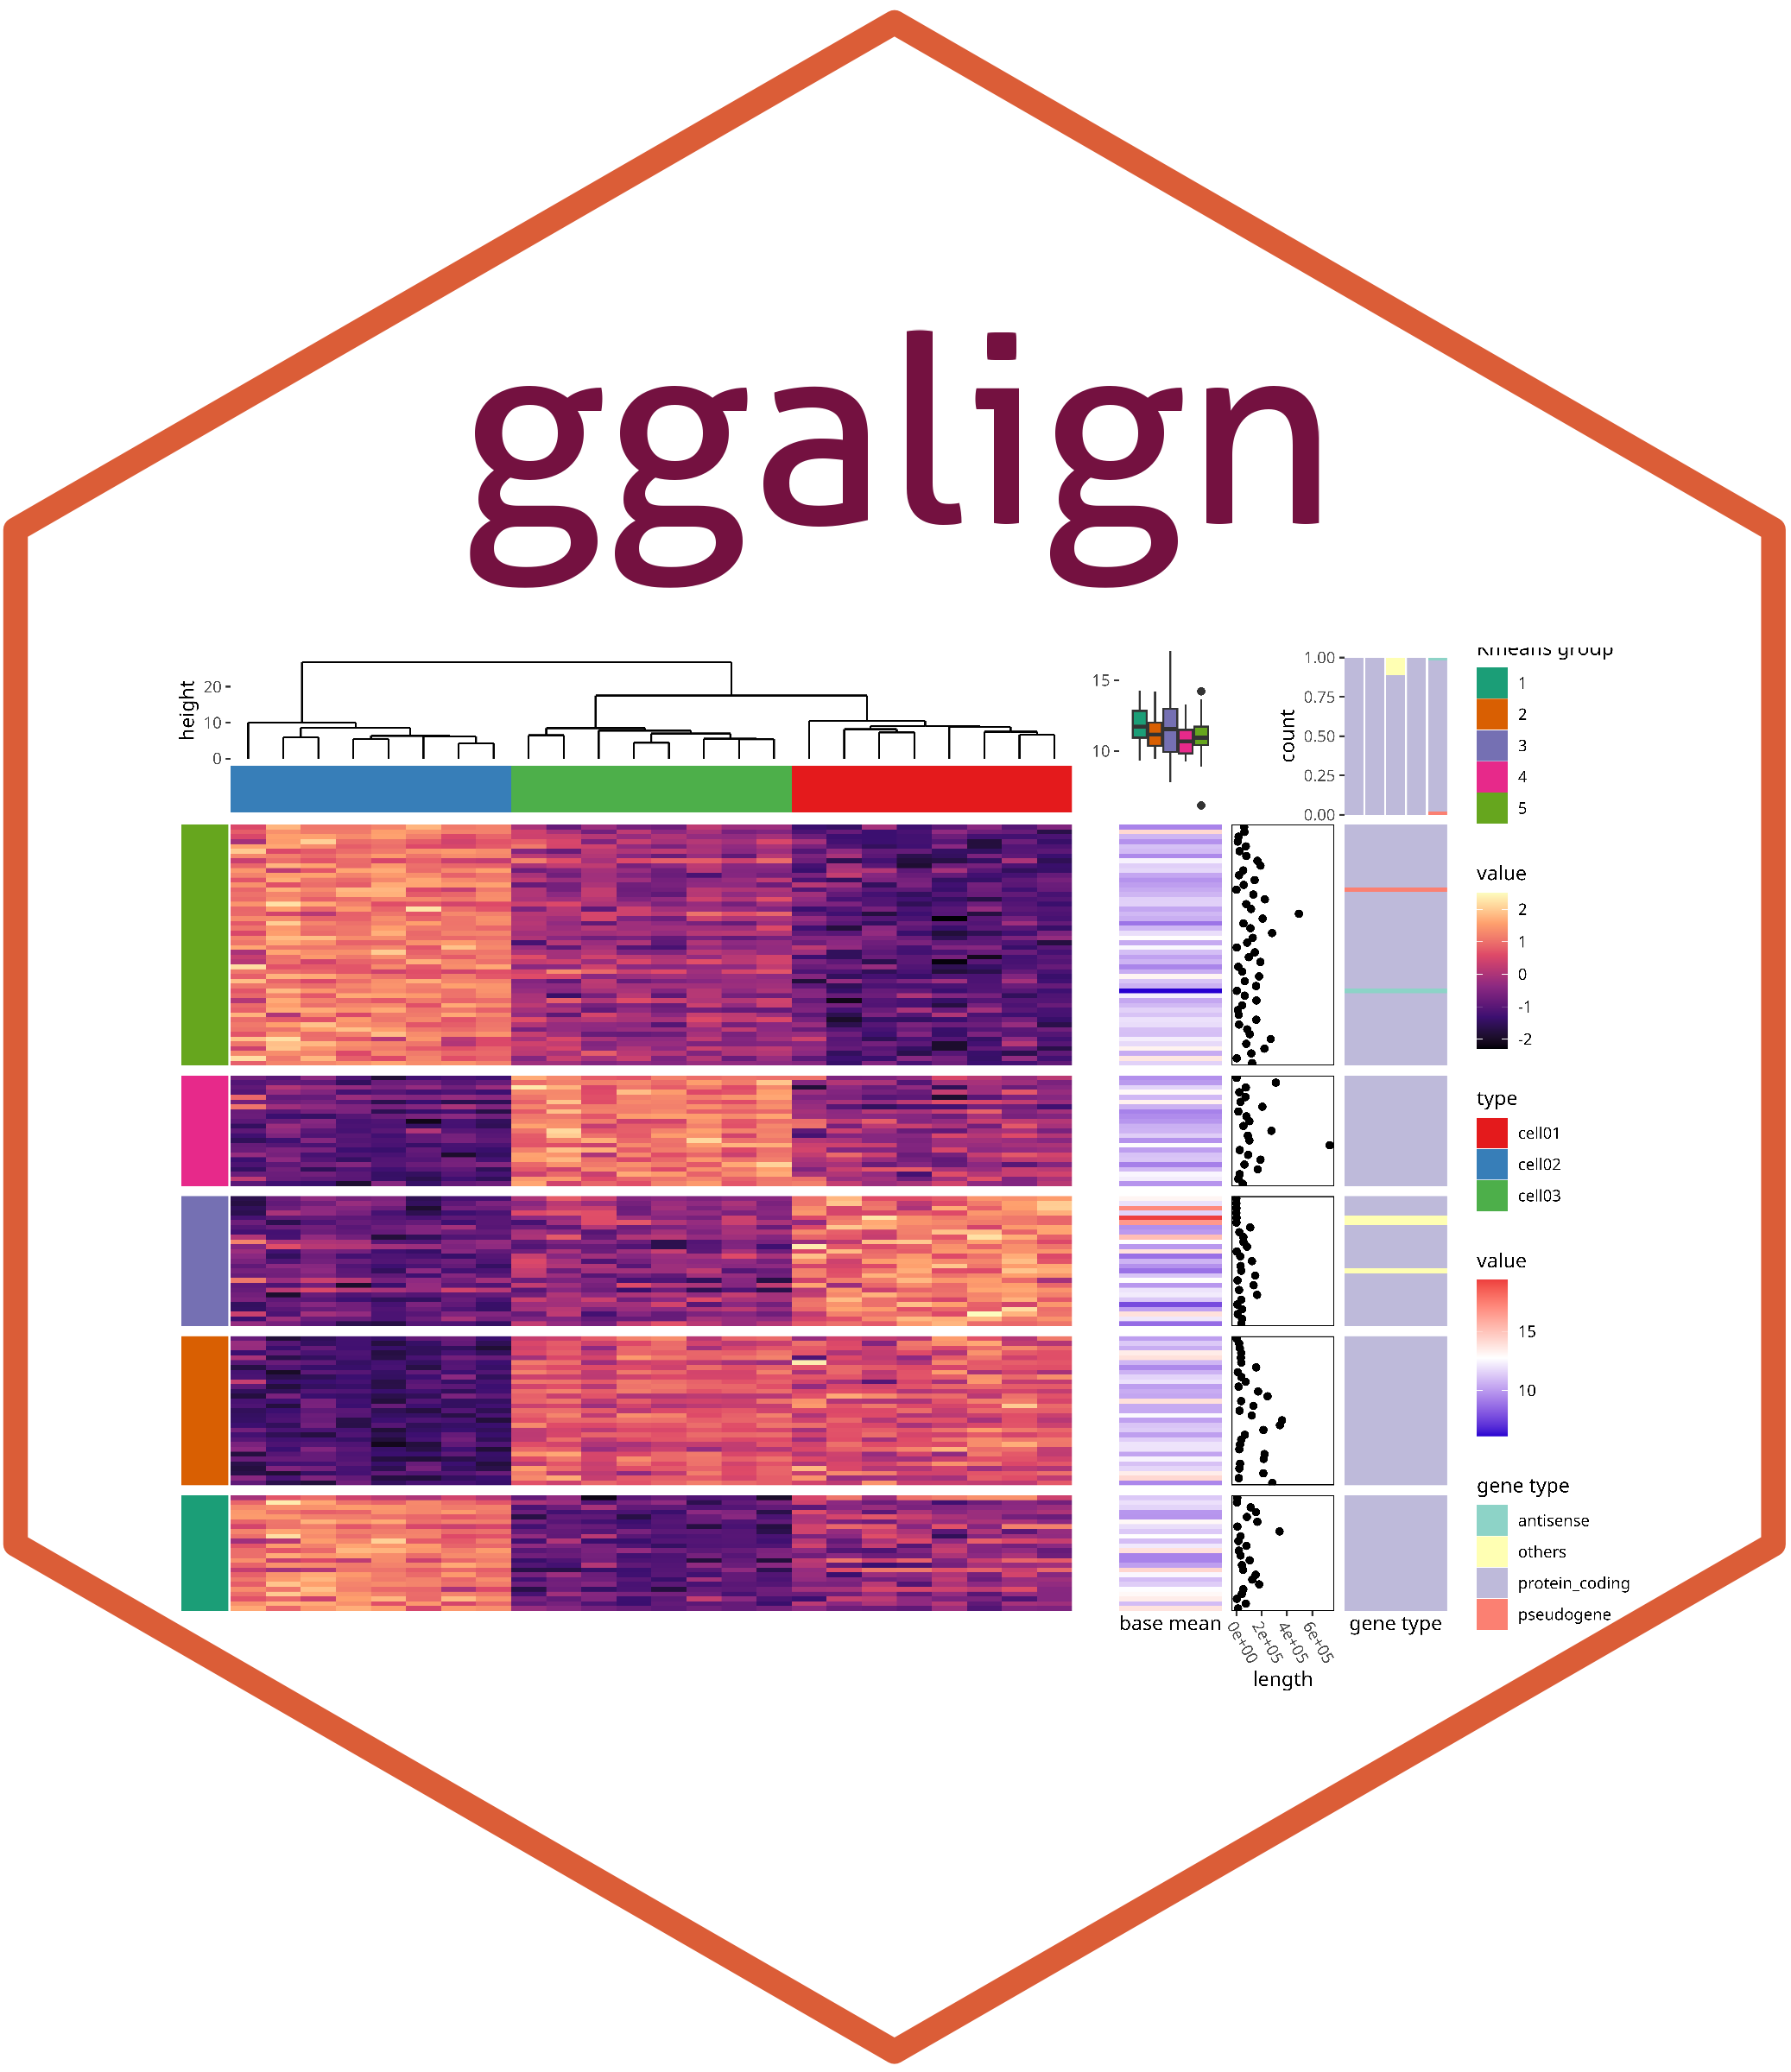 ggalign
height
20
10
0
15
10
count
1.00
0.75
0.50
0.25
0.00
Kmeans group
1
2
3
4
5
value
2
1
0
-1
-2
type
cell01
cell02
cell03
value
15
10
gene type
antisense
others
protein_coding
pseudogene
base mean
0e+00
2e+05
4e+05
6e+05
length
gene type